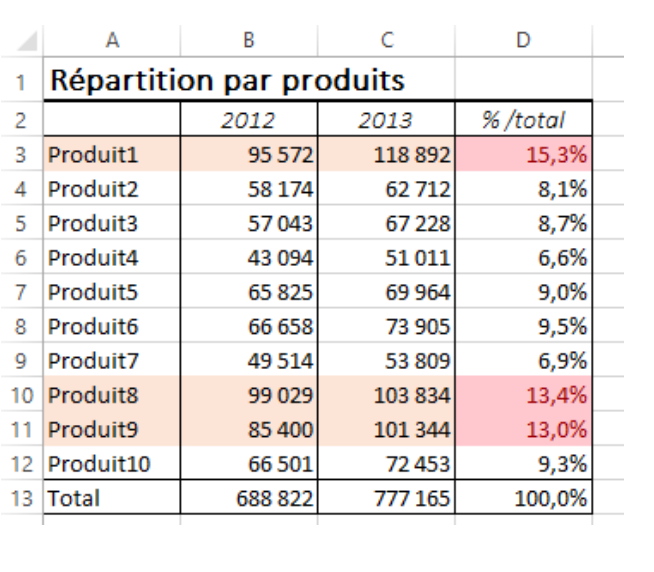 A B C D
1 Répartition par produits
2 2012 2013 % /total
3 Produit1 95 572 118 892 15,3%
4 Produit2 58 174 62 712 8,1%
5 Produit3 57 043 67 228 8,7%
6 Produit4 43 094 51 011 6,6%
7 Produit5 65 825 69 964 9,0%
8 Produit6 66 658 73 905 9,5%
9 Produit7 49 514 53 809 6,9%
10 Produit8 99 029 103 834 13,4%
11 Produit9 85 400 101 344 13,0%
12 Produit10 66 501 72 453 9,3%
13 Total 688 822 777 165 100,0%